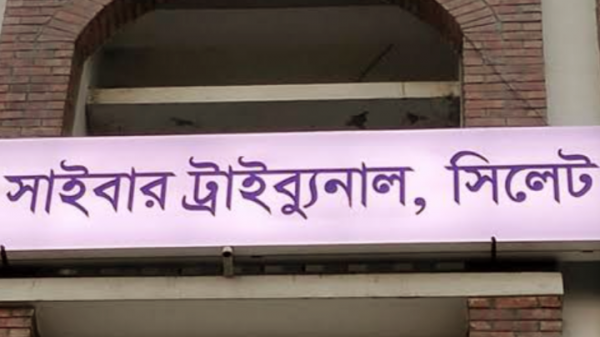 সাইবার ট্রাইব্যুনাল, সিলেট